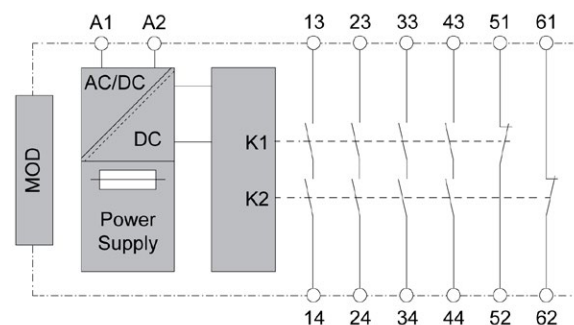 A1 A2 13 23 33 43 51 61
AC/DC
DC
MOD
K1
K2
Power
Supply
14 24 34 44 52 62